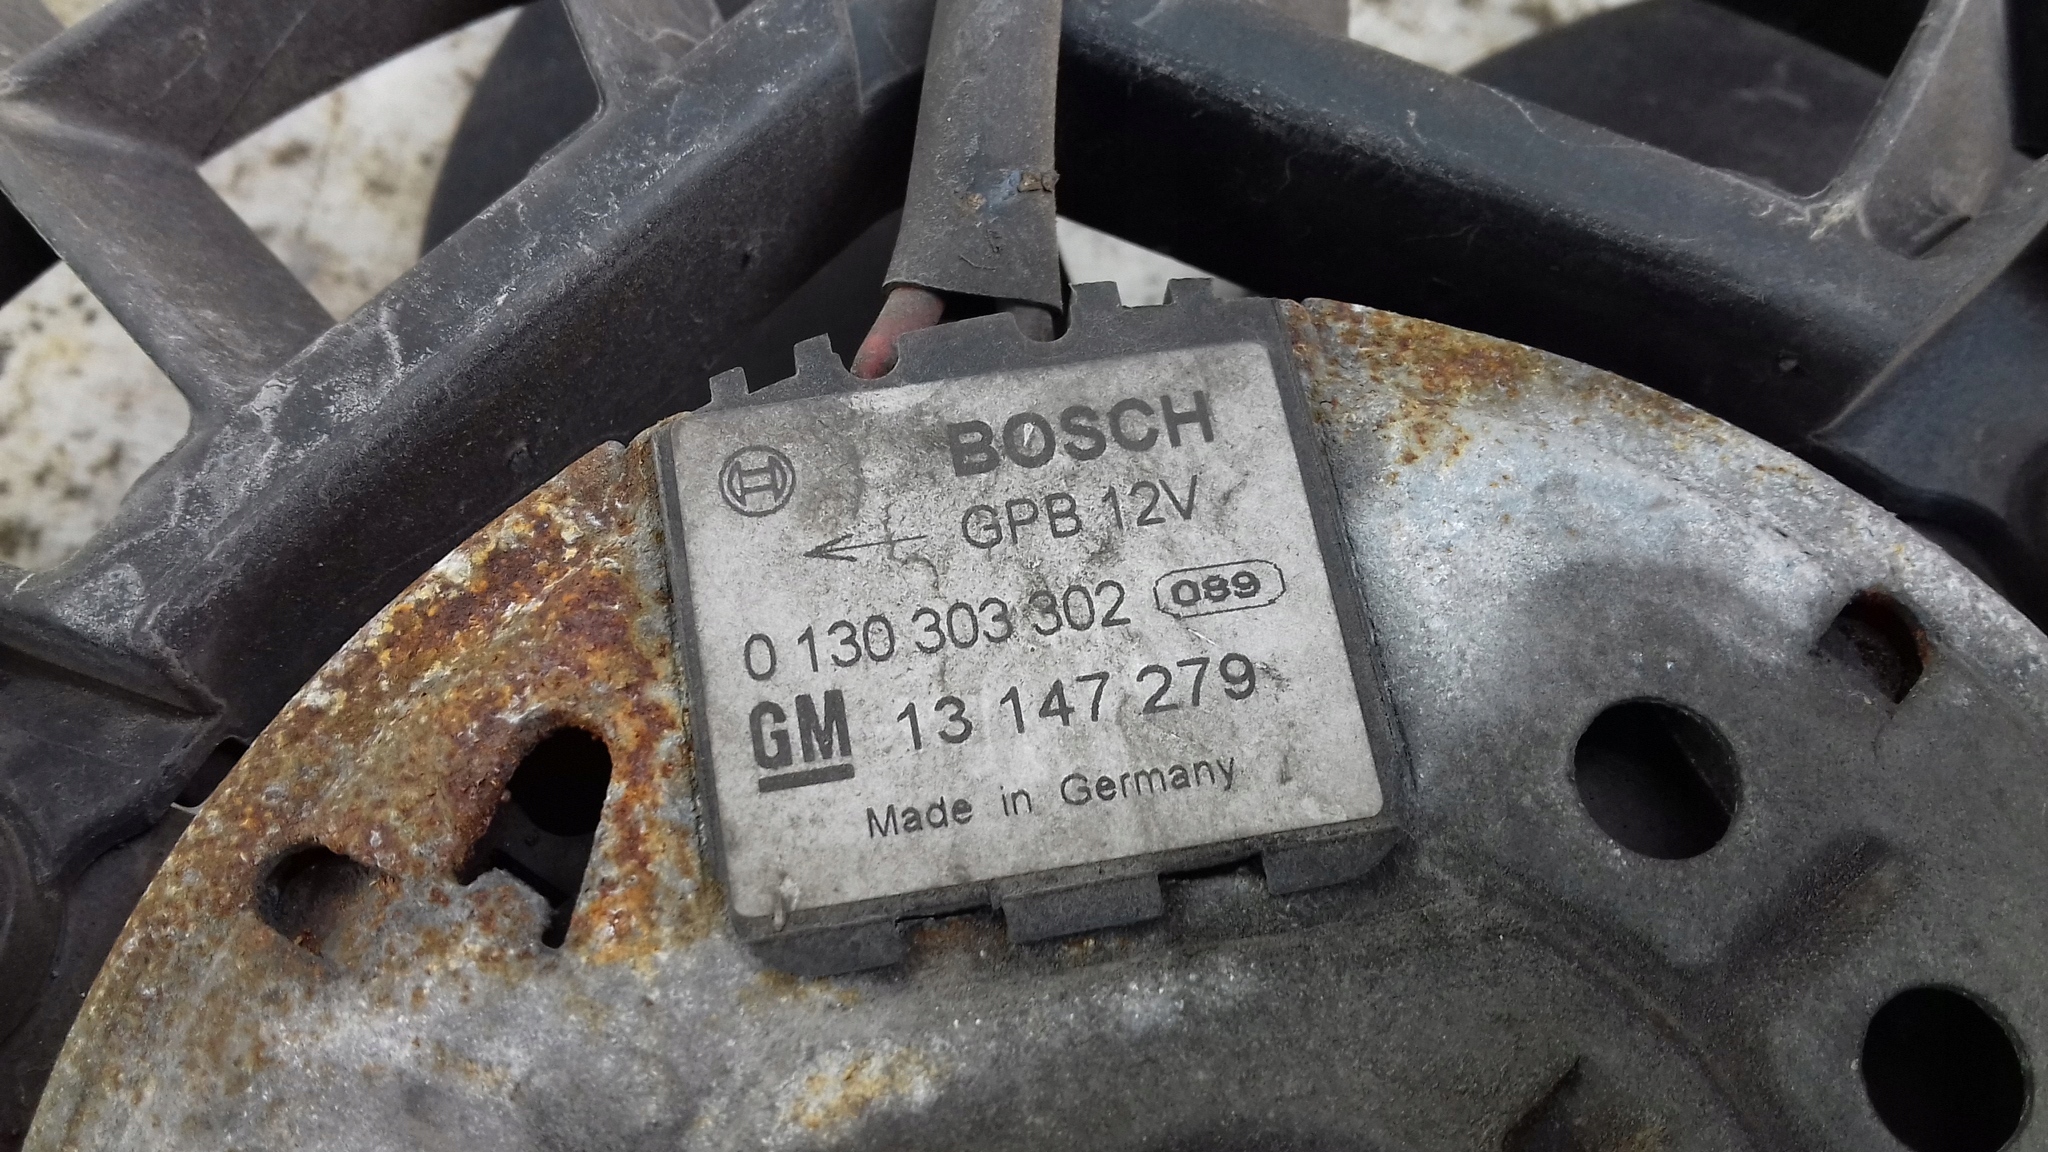 BOSCH
GPB 12V
0 130 303 302 089
GM 13 147 279
Made in Germany